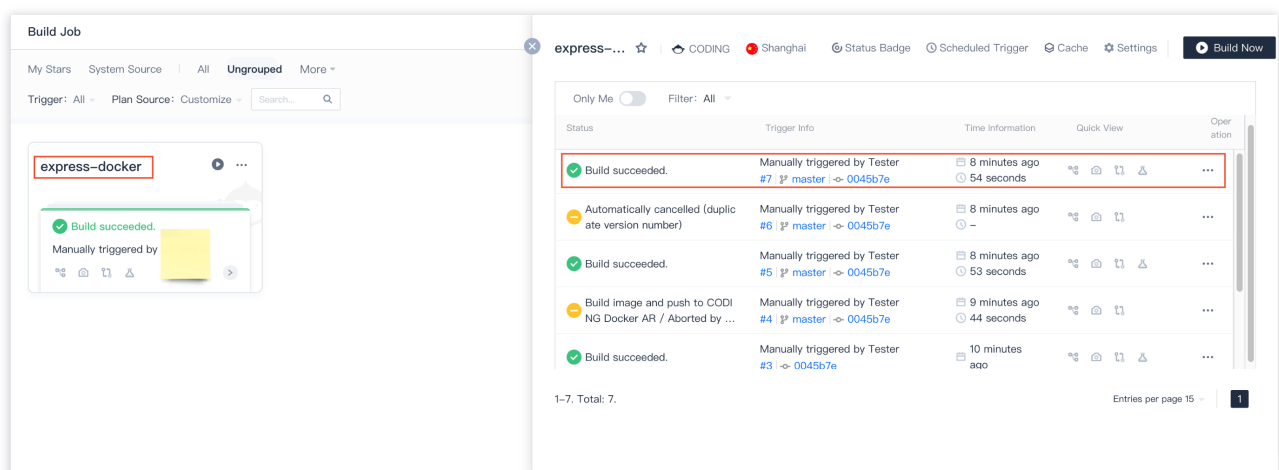 Build Job
My Stars System Source All Ungrouped More
Trigger: All Plan Source: Customize Search...
express-docker
Build succeeded.
Manually triggered by
express-... CODING Shanghai Status Badge Scheduled Trigger Cache Settings Build Now
Only Me Filter: All
Status Trigger Info Time Information Quick View Oper
ation
Build succeeded. Manually triggered by Tester 8 minutes ago
#7 master 0045b7e 54 seconds
Automatically cancelled (duplic Manually triggered by Tester 8 minutes ago
ate version number) #6 master 0045b7e –
Build succeeded. Manually triggered by Tester 8 minutes ago
#5 master 0045b7e 53 seconds
Build image and push to CODI Manually triggered by Tester 9 minutes ago
NG Docker AR / Aborted by ... #4 master 0045b7e 44 seconds
Build succeeded. Manually triggered by Tester 10 minutes
#3 0045b7e ago
1-7. Total: 7. Entries per page 15 1